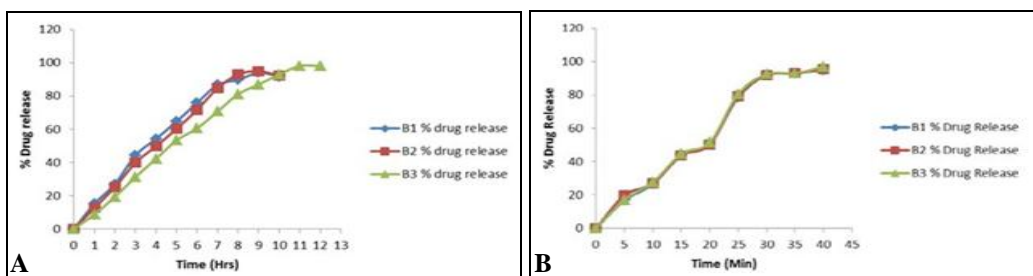 120
100
80
60
40
20
0
% Drug release
0 1 2 3 4 5 6 7 8 9 10 11 12 13
Time (Hrs)
B1 % drug release
B2 % drug release
B3 % drug release
A
120
100
80
60
40
20
0
% Drug Release
0 5 10 15 20 25 30 35 40 45
Time (Min)
B1 % Drug Release
B2 % Drug Release
B3 % Drug Release
B